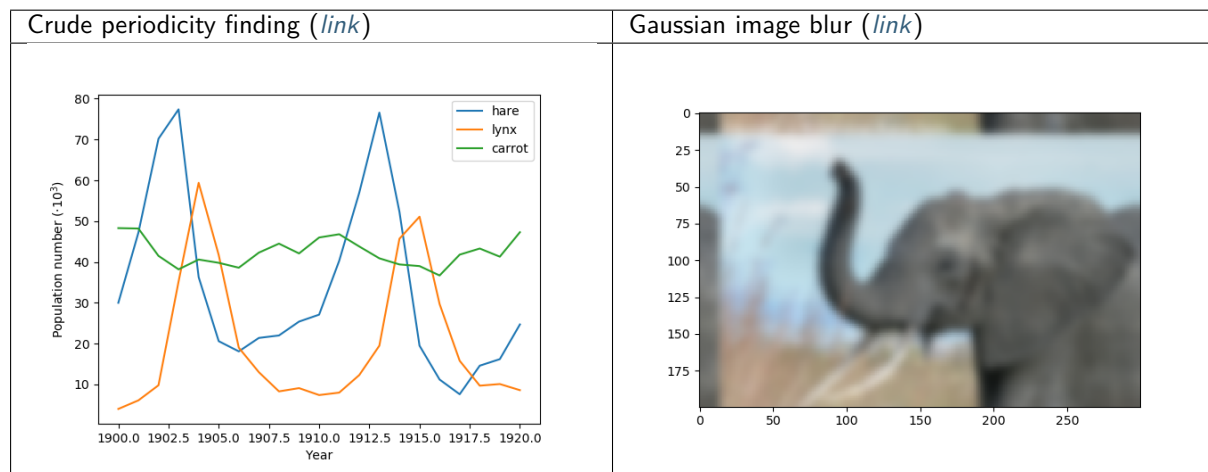 Crude periodicity finding (link)
Gaussian image blur (link)
80
70
60
50
40
30
20
10
Population number (·10³)
hare
lynx
carrot
1900.0 1902.5 1905.0 1907.5 1910.0 1912.5 1915.0 1917.5 1920.0
Year
0
25
50
75
100
125
150
175
0 50 100 150 200 250